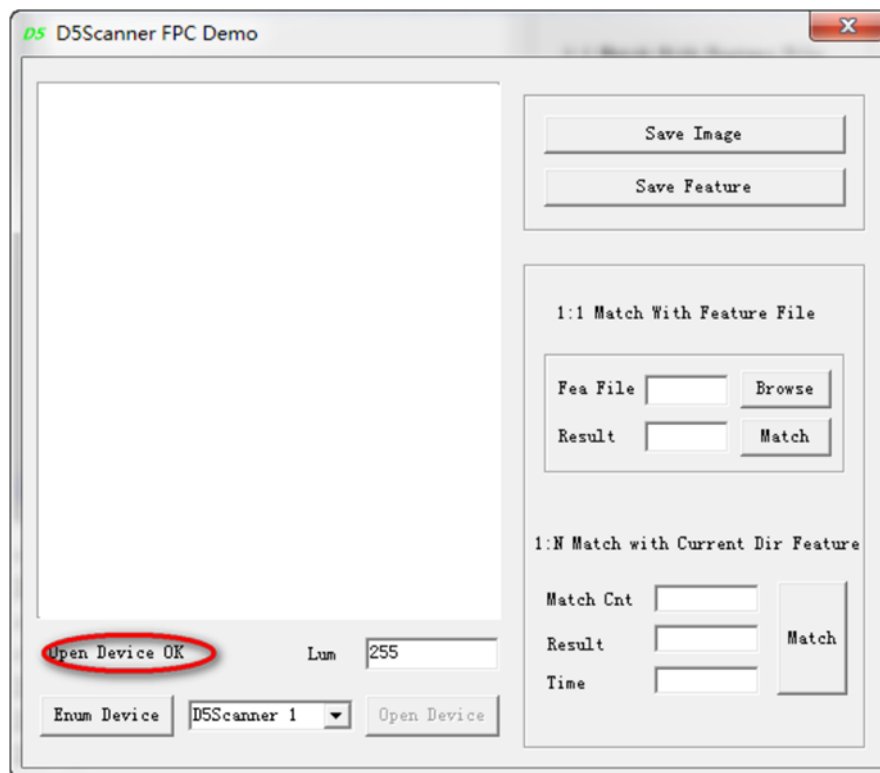 D5 D5Scanner FPC Demo
Save Image
Save Feature
1:1 Match With Feature File
Fea File
Browse
Result
Match
1:N Match with Current Dir Feature
Match Cnt
Result
Time
Match
Open Device OK
Lum
255
Enum Device
D5Scanner 1
Open Device